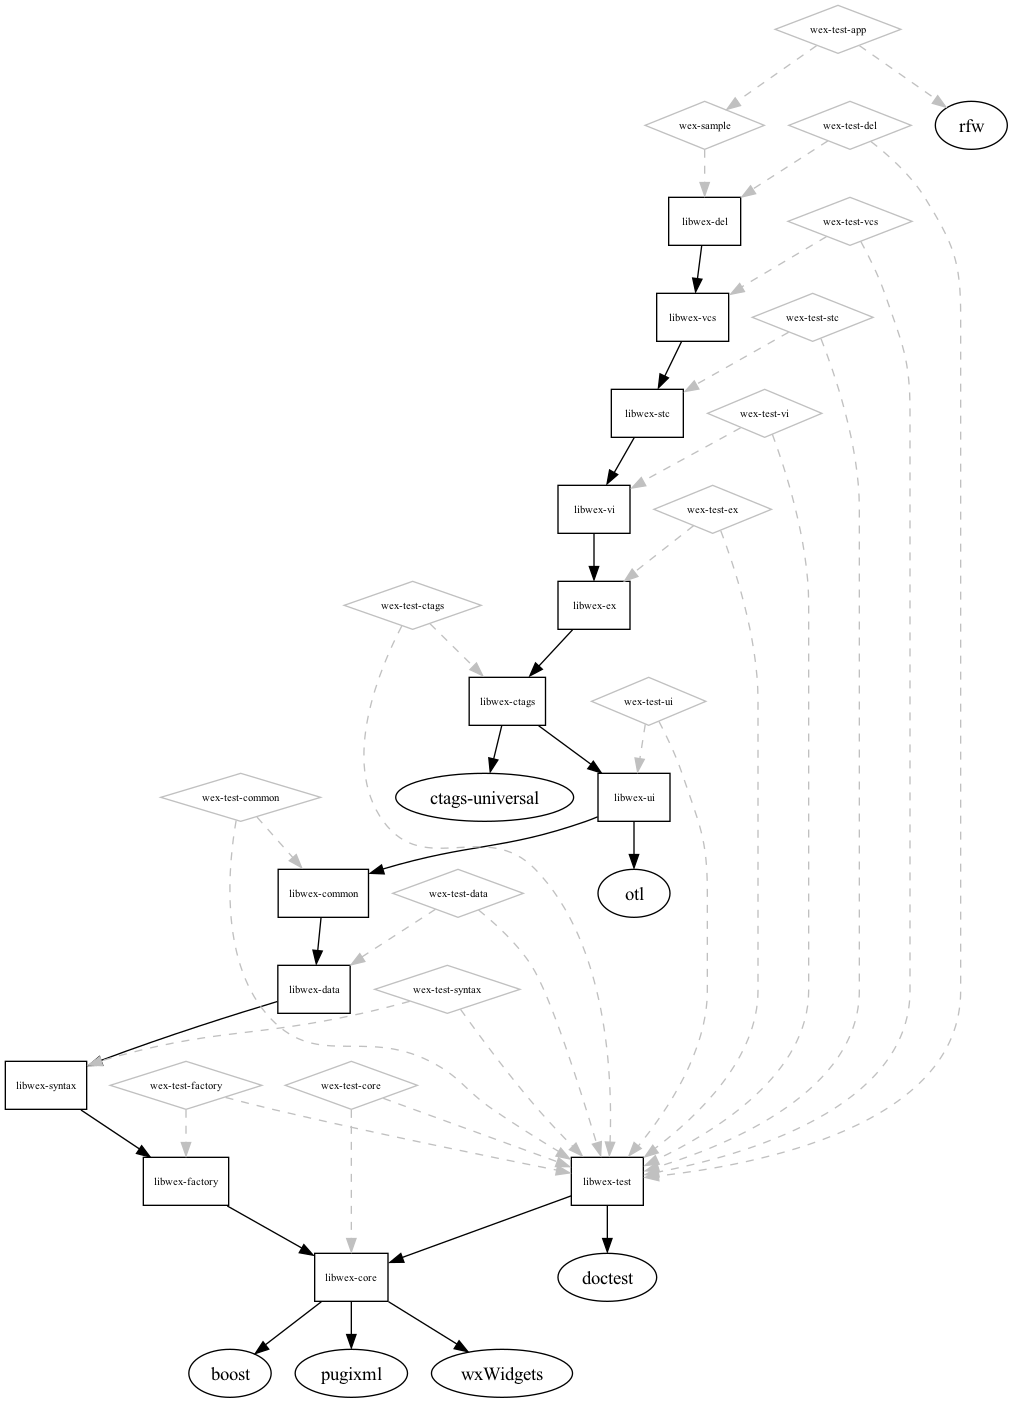 wex-test-app
wex-sample
wex-test-del
rfw
libwex-del
wex-test-vcs
libwex-vcs
wex-test-stc
libwex-stc
wex-test-vi
libwex-vi
wex-test-ex
wex-test-ctags
libwex-ex
libwex-ctags
wex-test-ui
wex-test-common
ctags-universal
libwex-ui
libwex-common
wex-test-data
otl
libwex-data
wex-test-syntax
libwex-syntax
wex-test-factory
wex-test-core
libwex-factory
libwex-test
libwex-core
doctest
boost
pugixml
wxWidgets